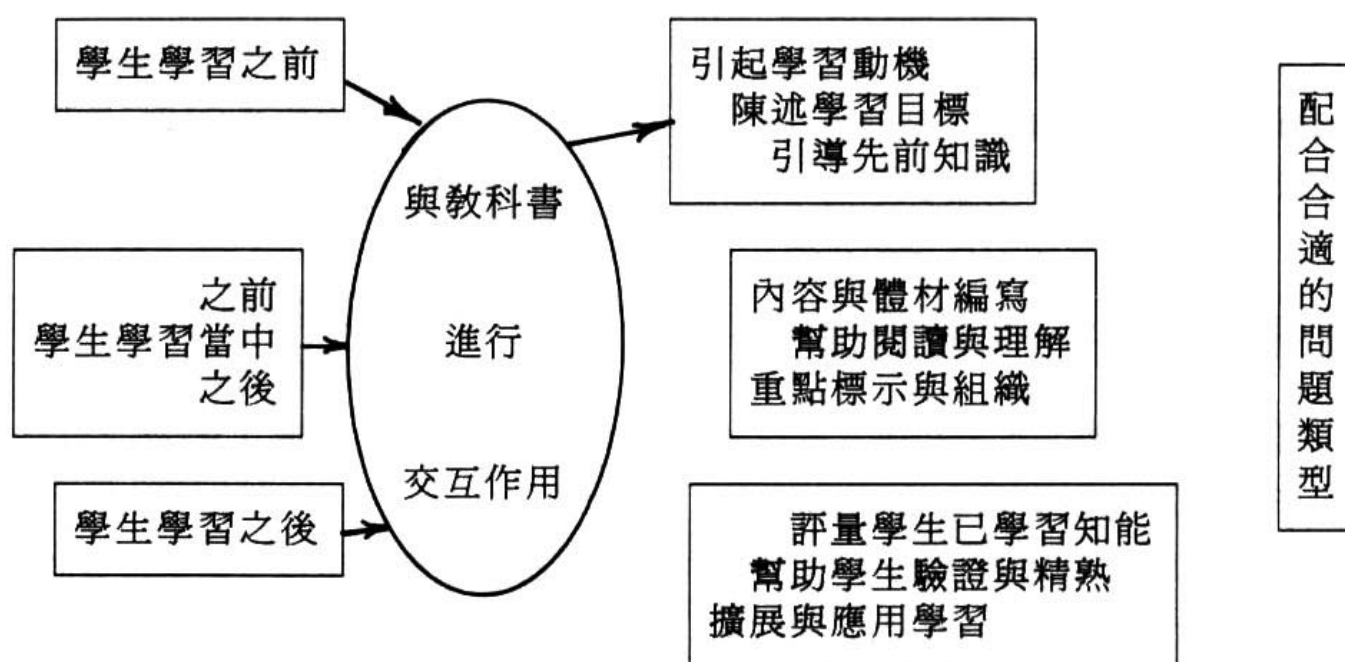 學生學習之前
之前
學生學習當中
之後
學生學習之後
與教科書
進行
交互作用
引起學習動機
陳述學習目標
引導先前知識
內容與體材編寫
幫助閱讀與理解
重點標示與組織
評量學生已學習知能
幫助學生驗證與精熟
擴展與應用學習
配合合適的問題類型